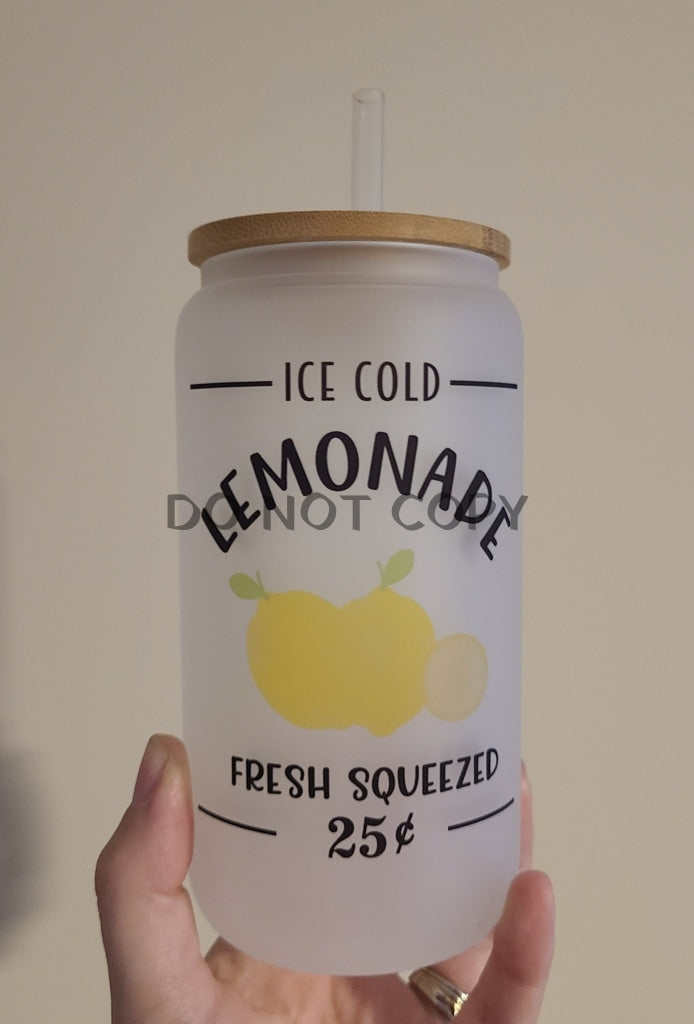 ICE COLD
LEMONADE
DO NOT COPY
FRESH SQUEEZED
25¢